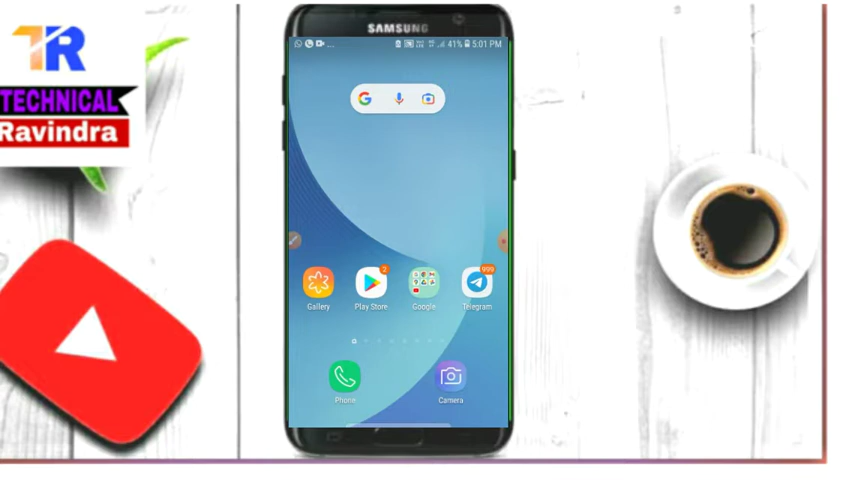 TR
TECHNICAL
Ravindra
SAMSUNG
... 41% 5:01 PM
G
2
999
Gallery
Play Store
Google
Telegram
Phone
Camera